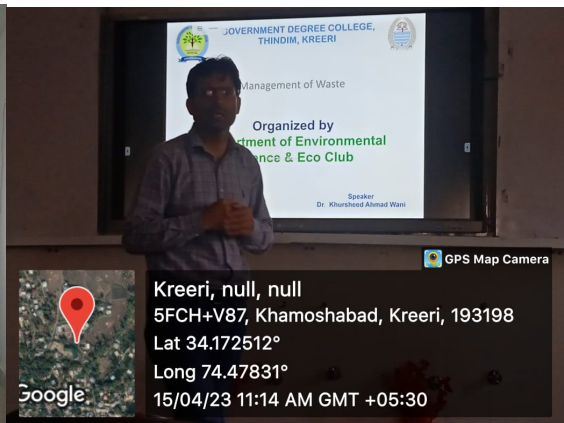 GOVERNMENT DEGREE COLLEGE,
THINDIM, KREERI
Management of Waste
Organized by
rtment of Environmental
ence & Eco Club
Speaker
Dr. Khursheed Ahmad Wani
GPS Map Camera
Google
Kreeri, null, null
5FCH+V87, Khamoshabad, Kreeri, 193198
Lat 34.172512°
Long 74.47831°
15/04/23 11:14 AM GMT +05:30